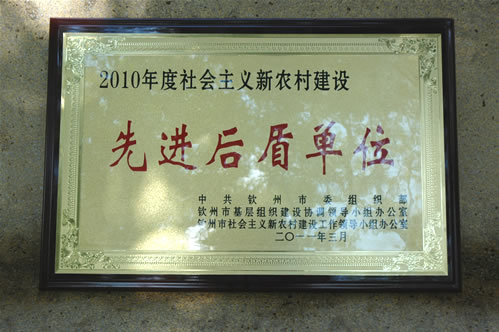 2010年度社会主义新农村建设
先进后盾单位
中共钦州市委组织部
钦州市基层组织建设协调领导小组办公室
钦州市社会主义新农村建设工作领导小组办公室
二〇一一年三月